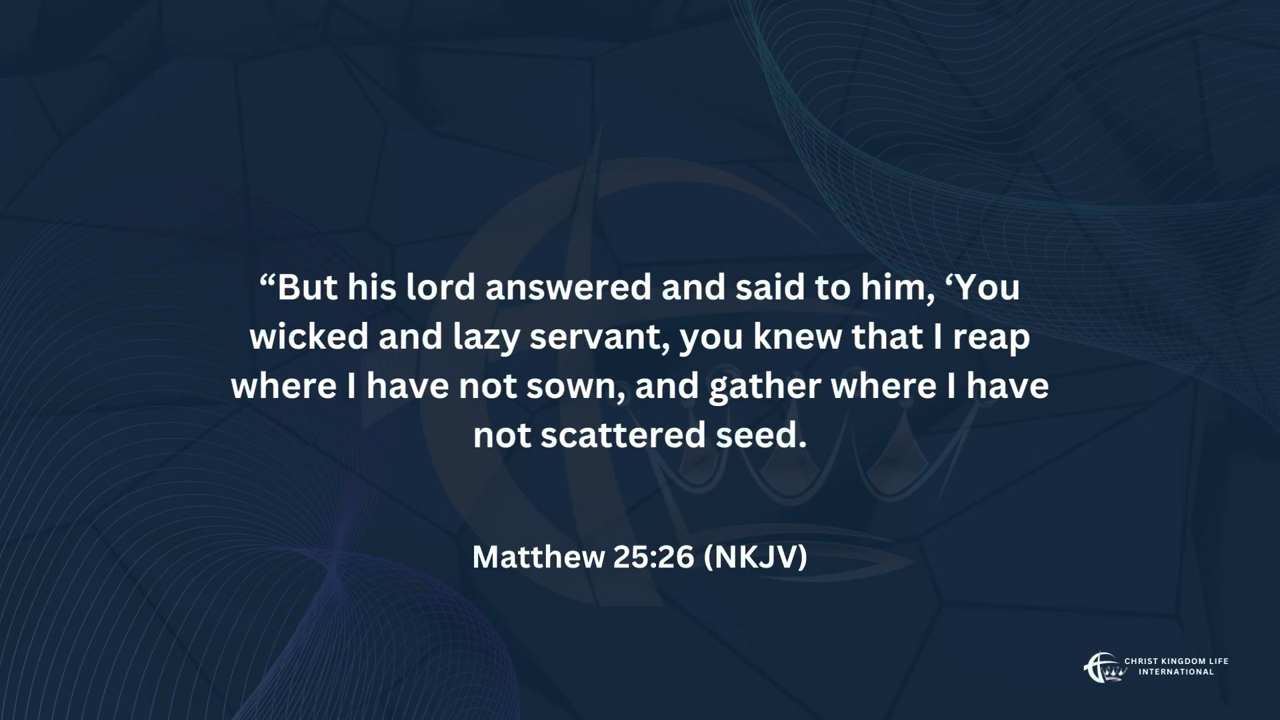 “But his lord answered and said to him, ‘You
wicked and lazy servant, you knew that I reap
where I have not sown, and gather where I have
not scattered seed.
Matthew 25:26 (NKJV)
CHRIST KINGDOM LIFE
INTERNATIONAL